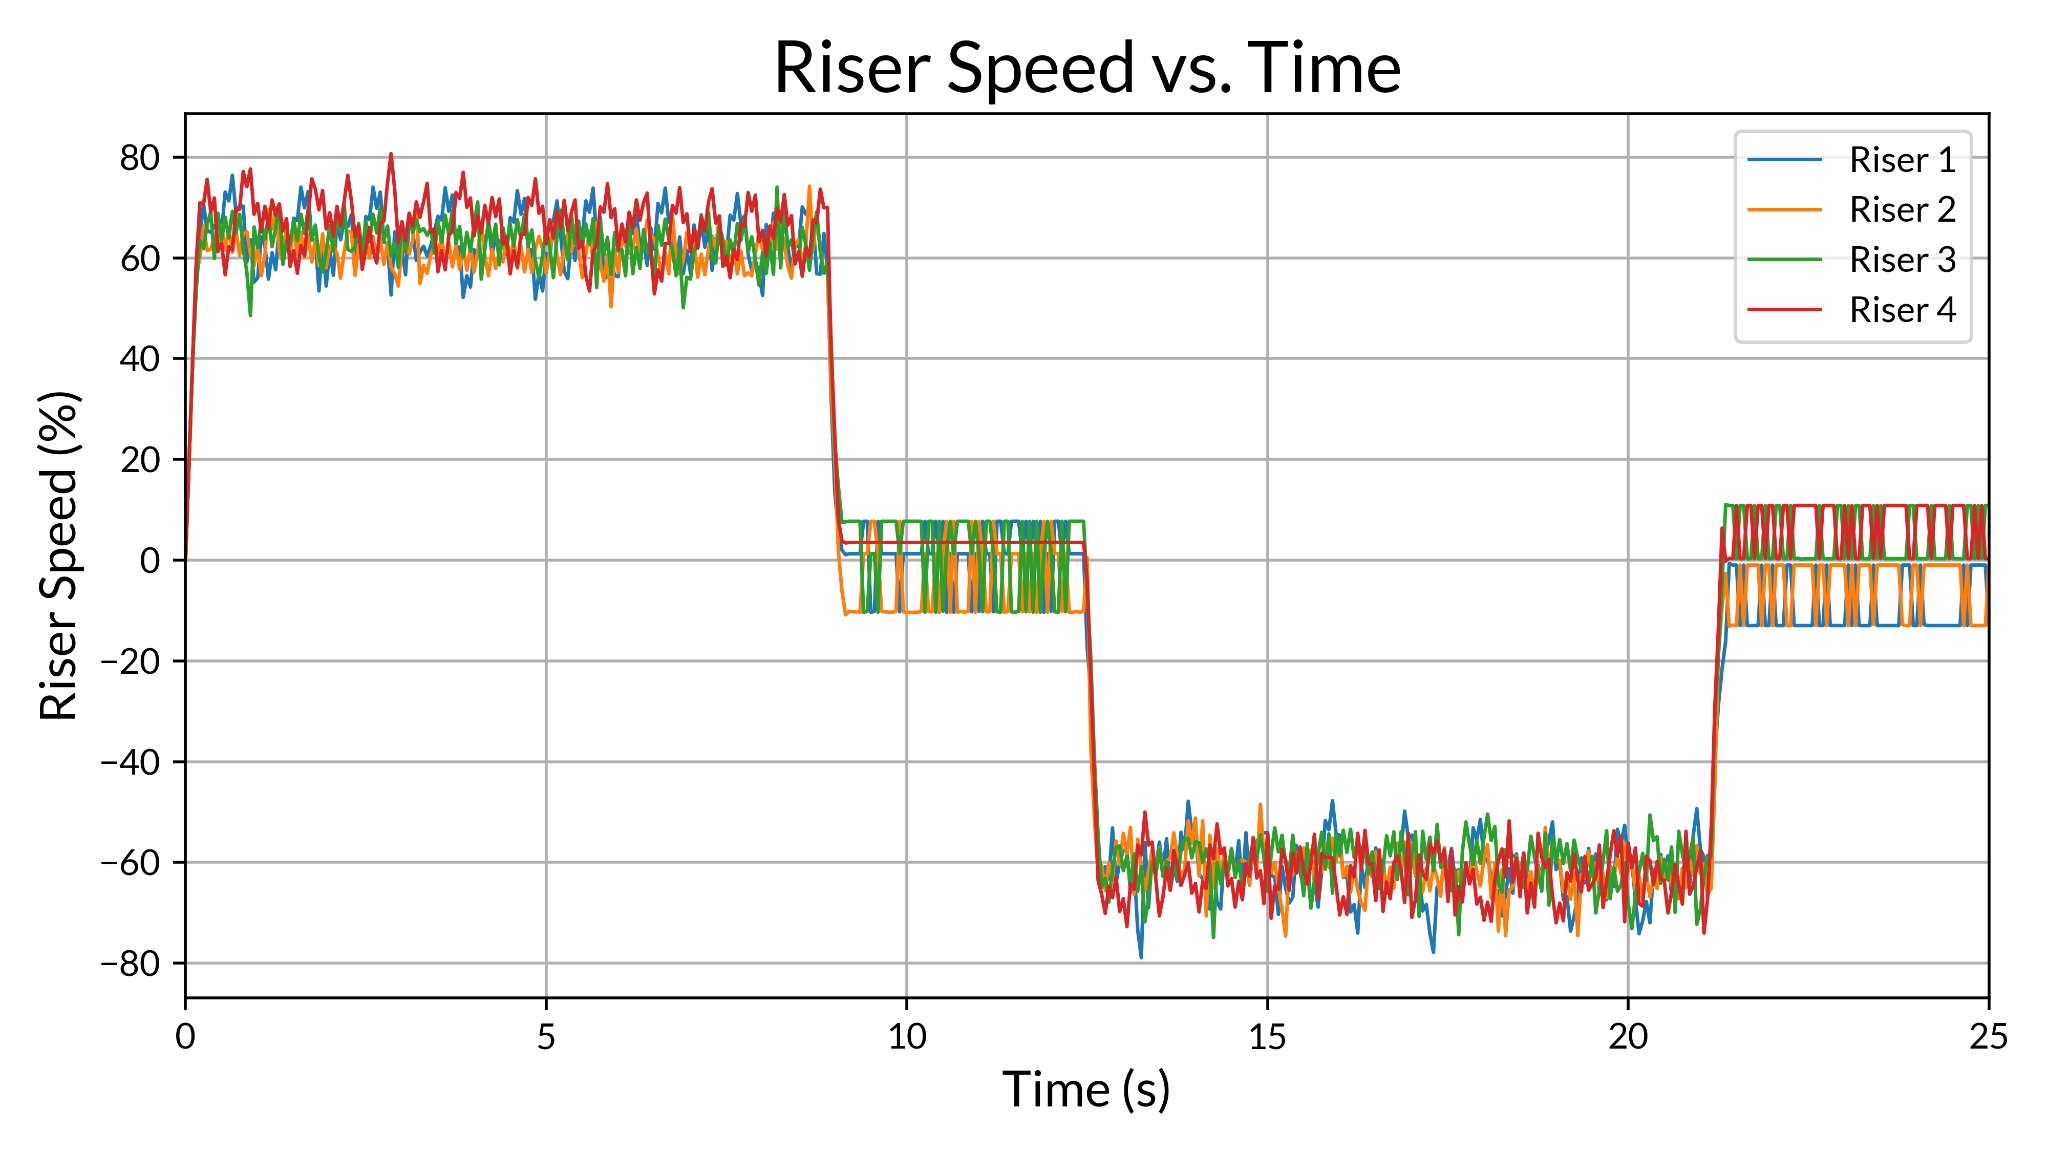 Riser Speed vs. Time
Riser Speed (%)
80
60
40
20
0
−20
−40
−60
−80
Riser 1
Riser 2
Riser 3
Riser 4
0 5 10 15 20 25
Time (s)